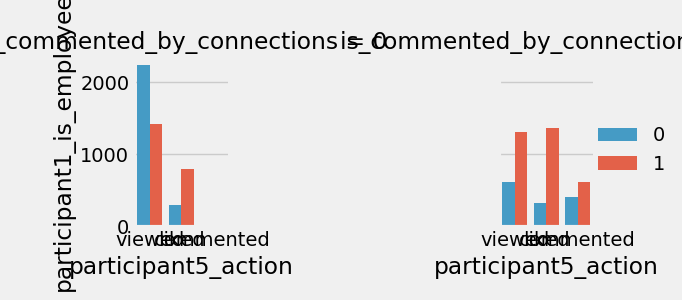 _commented_by_connections = 0
is_commented_by_connection
participant1_is_employee
2000
1000
0
viewed
commented
viewed
commented
participant5_action
participant5_action
0
1